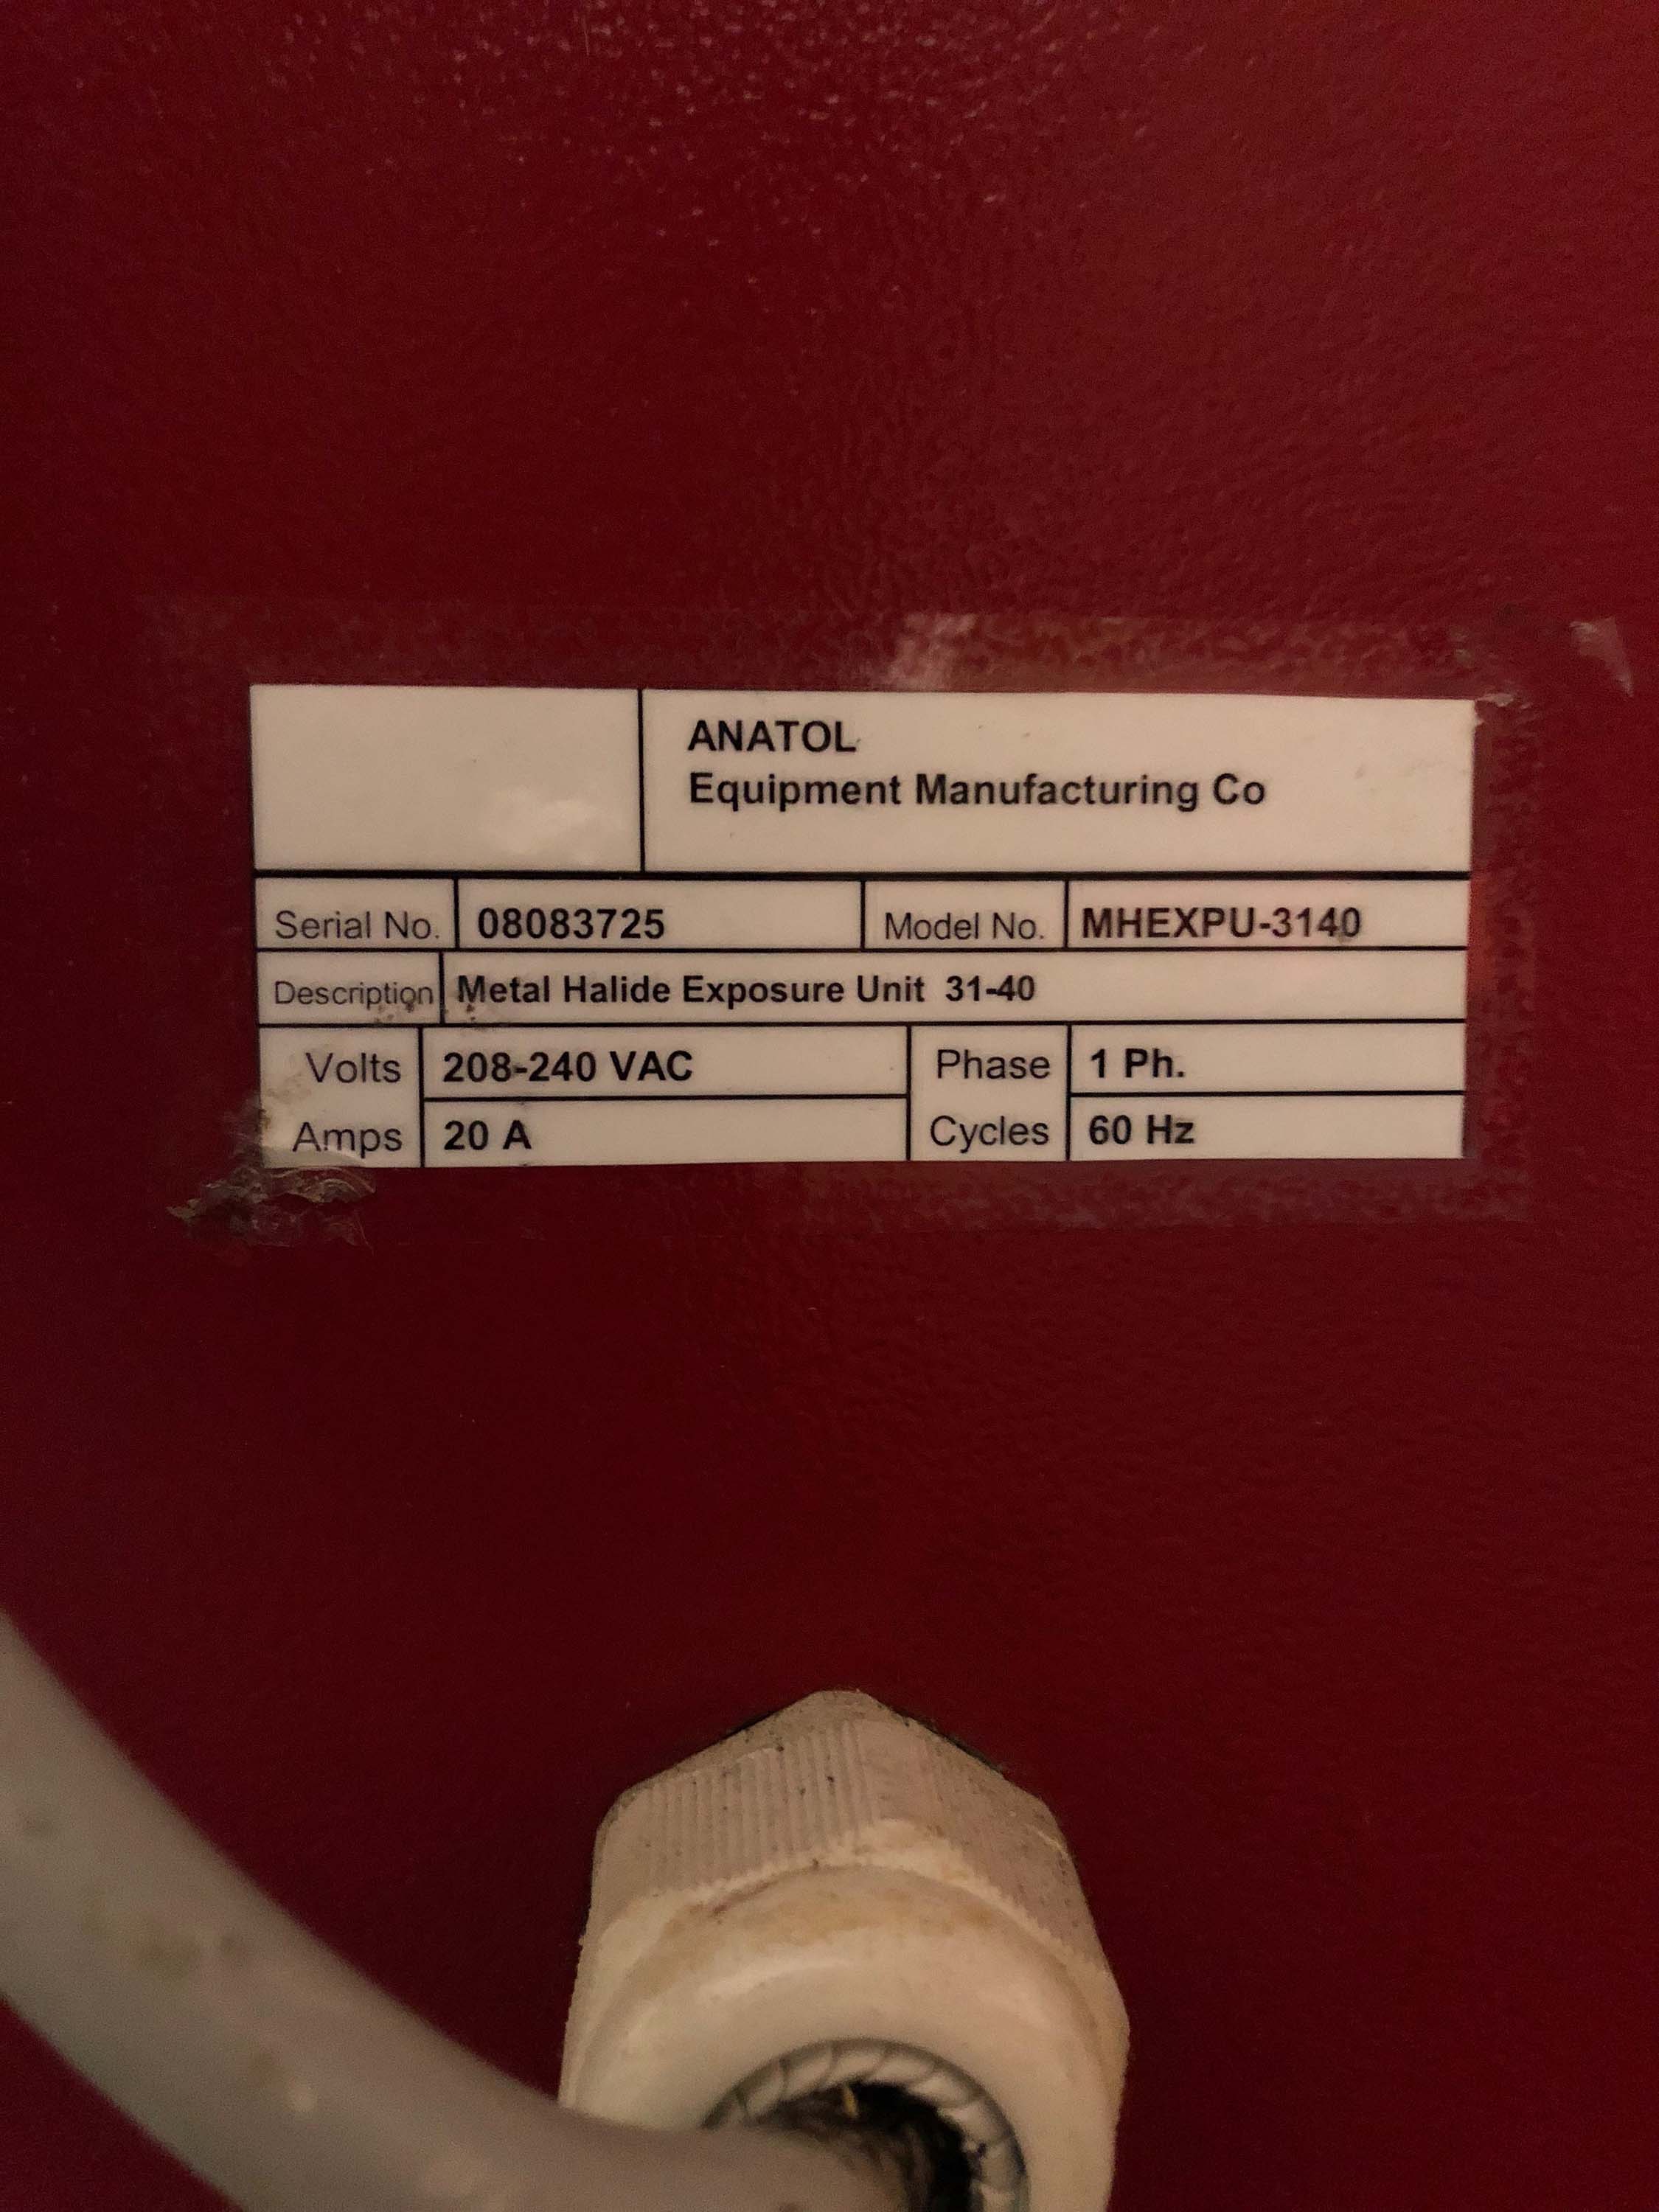 ANATOL
Equipment Manufacturing Co
Serial No. 08083725 Model No. MHEXPU-3140
Description Metal Halide Exposure Unit 31-40
Volts 208-240 VAC Phase 1 Ph.
Amps 20 A Cycles 60 Hz